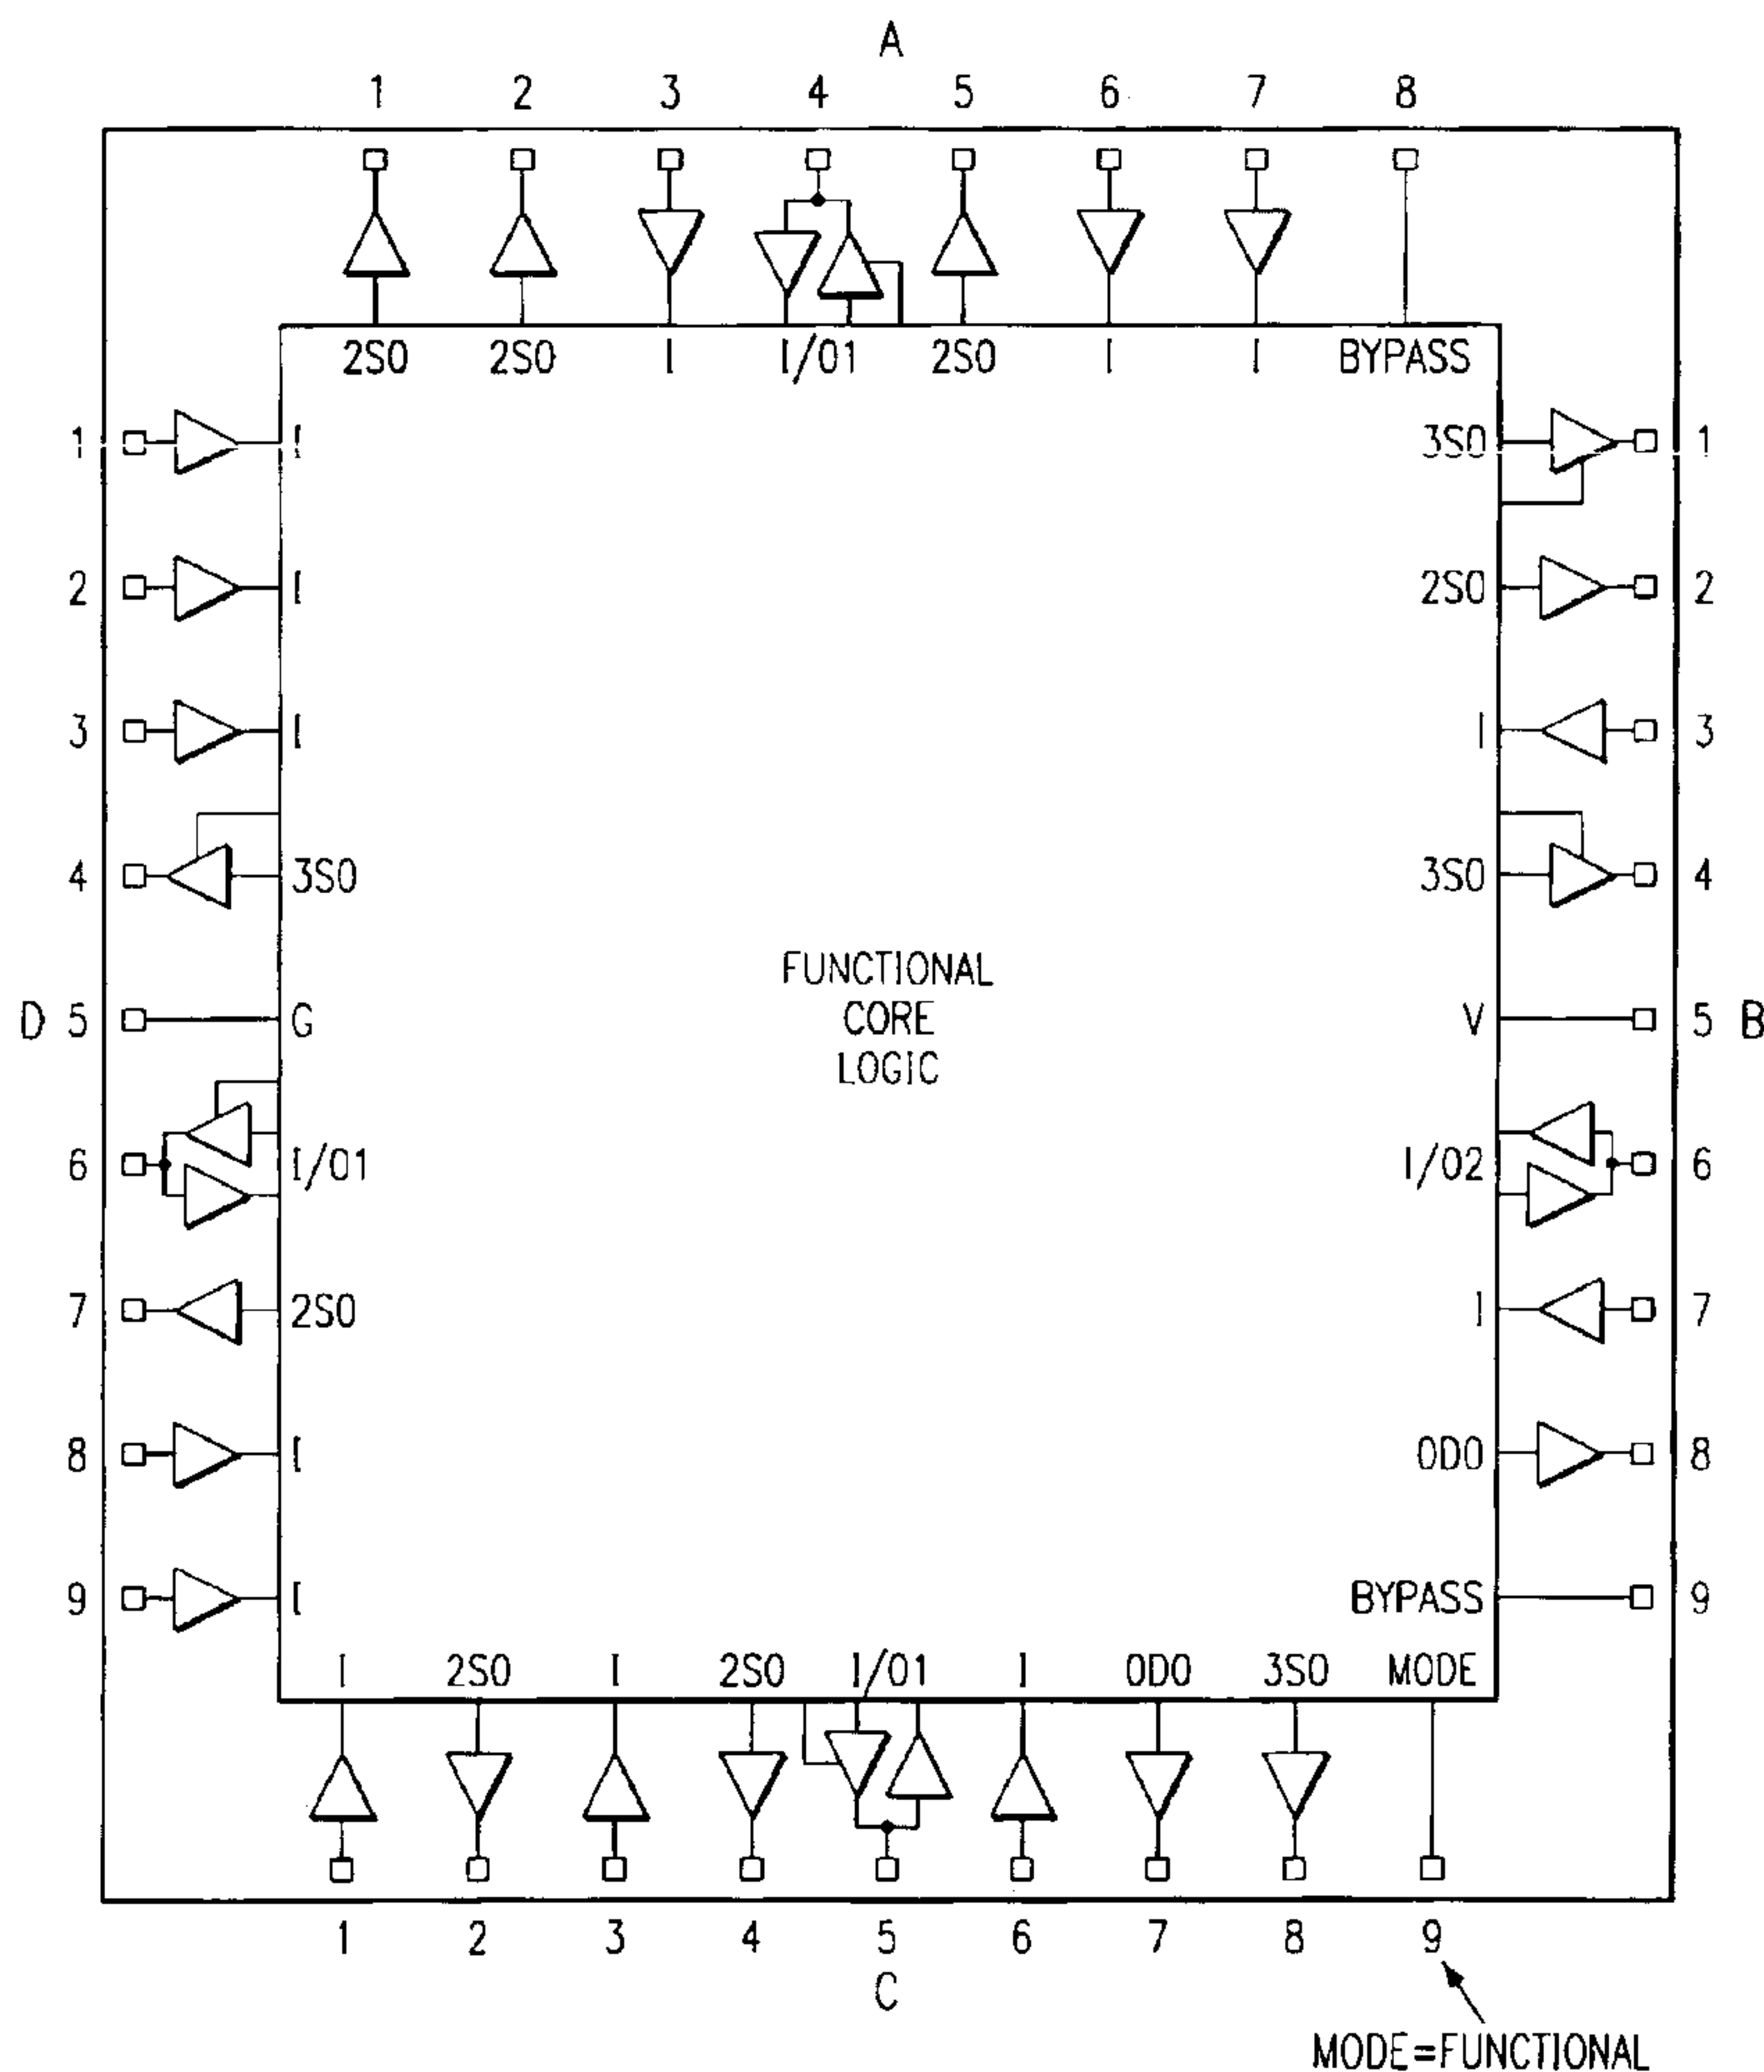 A
1 2 3 4 5 6 7 8
2SO 2SO I I/O1 2SO I I BYPASS
1 I 3SO 1
2 I 2SO 2
3 I I 3
4 3SO 3SO 4
FUNCTIONAL
CORE
LOGIC
D 5 G V 5 B
6 I/O1 I/O2 6
7 2SO I 7
8 I ODO 8
9 I BYPASS 9
I 2SO I 2SO I/O1 I ODO 3SO MODE
1 2 3 4 5 6 7 8 9
C
MODE=FUNCTIONAL